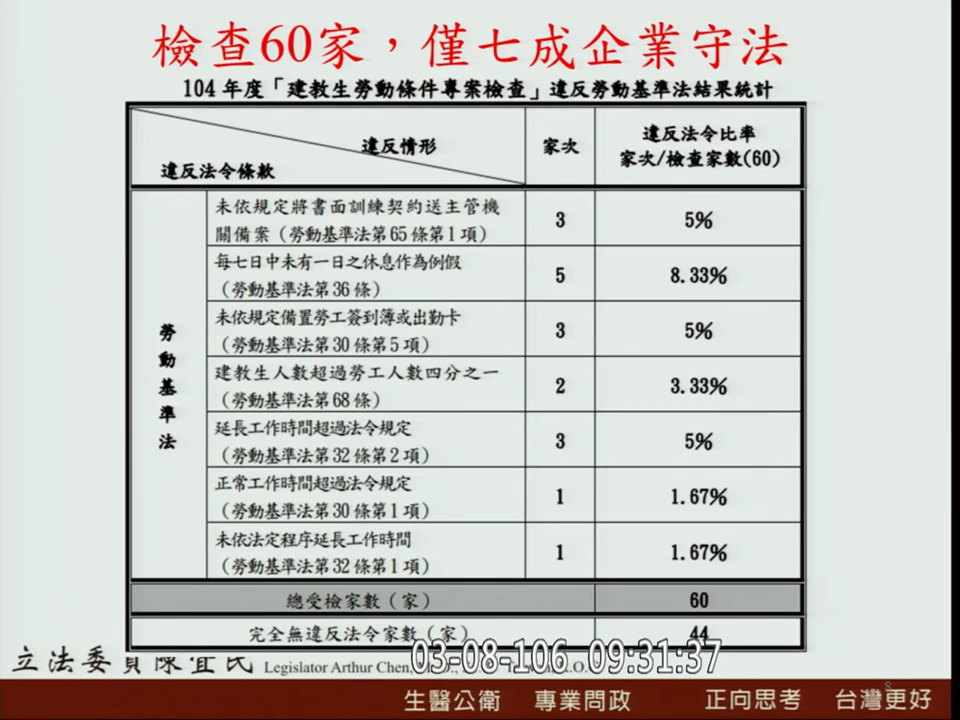 檢查60家，僅七成企業守法
104 年度「建教生勞動條件專案檢查」違反勞動基準法結果統計
違反情形
違反法令條款
家次
違反法令比率
家次/檢查家數(60)
勞動基準法
未依規定將書面訓練契約送主管機
關備案（勞動基準法第65條第1項）
3
5%
每七日中未有一日之休息作為例假
（勞動基準法第36條）
5
8.33%
未依規定備置勞工簽到簿或出勤卡
（勞動基準法第30條第5項）
3
5%
建教生人數超過勞工人數四分之一
（勞動基準法第68條）
2
3.33%
延長工作時間超過法令規定
（勞動基準法第32條第2項）
3
5%
正常工作時間超過法令規定
（勞動基準法第30條第1項）
1
1.67%
未依法定程序延長工作時間
（勞動基準法第32條第1項）
1
1.67%
總受檢家數（家）
60
完全無違反法令家數（家）
44
立法委員陳宜民 Legislator Arthur Chen,
03-08-106 09:31:37
8
生醫公衛 專業問政 正向思考 台灣更好